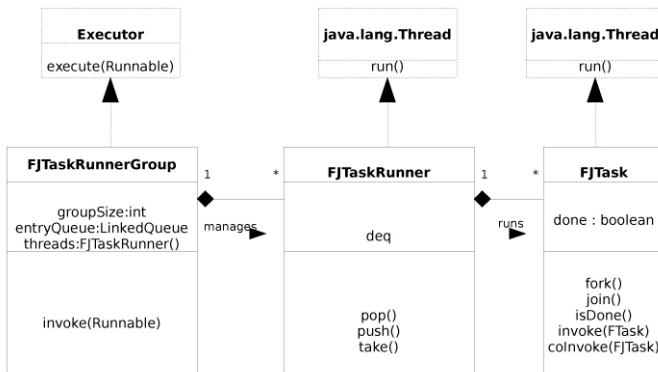 Executor
execute(Runnable)
java.lang.Thread
run()
java.lang.Thread
run()
FJTaskRunnerGroup
groupSize:int
entryQueue:LinkedQueue
threads:FJTaskRunner()
invoke(Runnable)
1
*
manages
FJTaskRunner
deq
pop()
push()
take()
1
*
runs
FJTask
done : boolean
fork()
join()
isDone()
invoke(FTask)
coInvoke(FJTask)